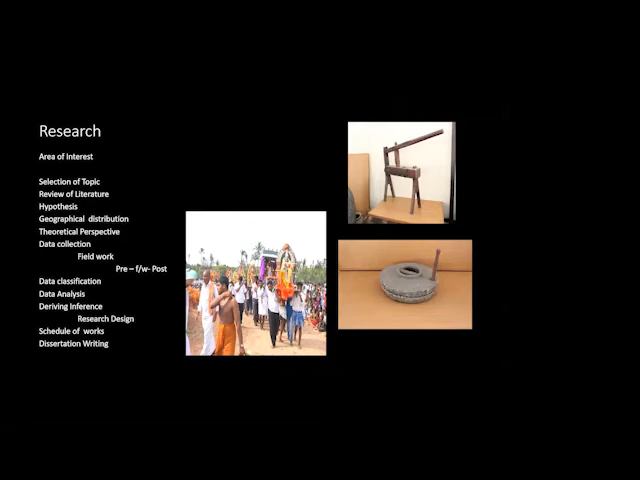 Research
Area of Interest
Selection of Topic
Review of Literature
Hypothesis
Geographical distribution
Theoretical Perspective
Data collection
Field work
Pre – f/w- Post
Data classification
Data Analysis
Deriving Inference
Research Design
Schedule of works
Dissertation Writing